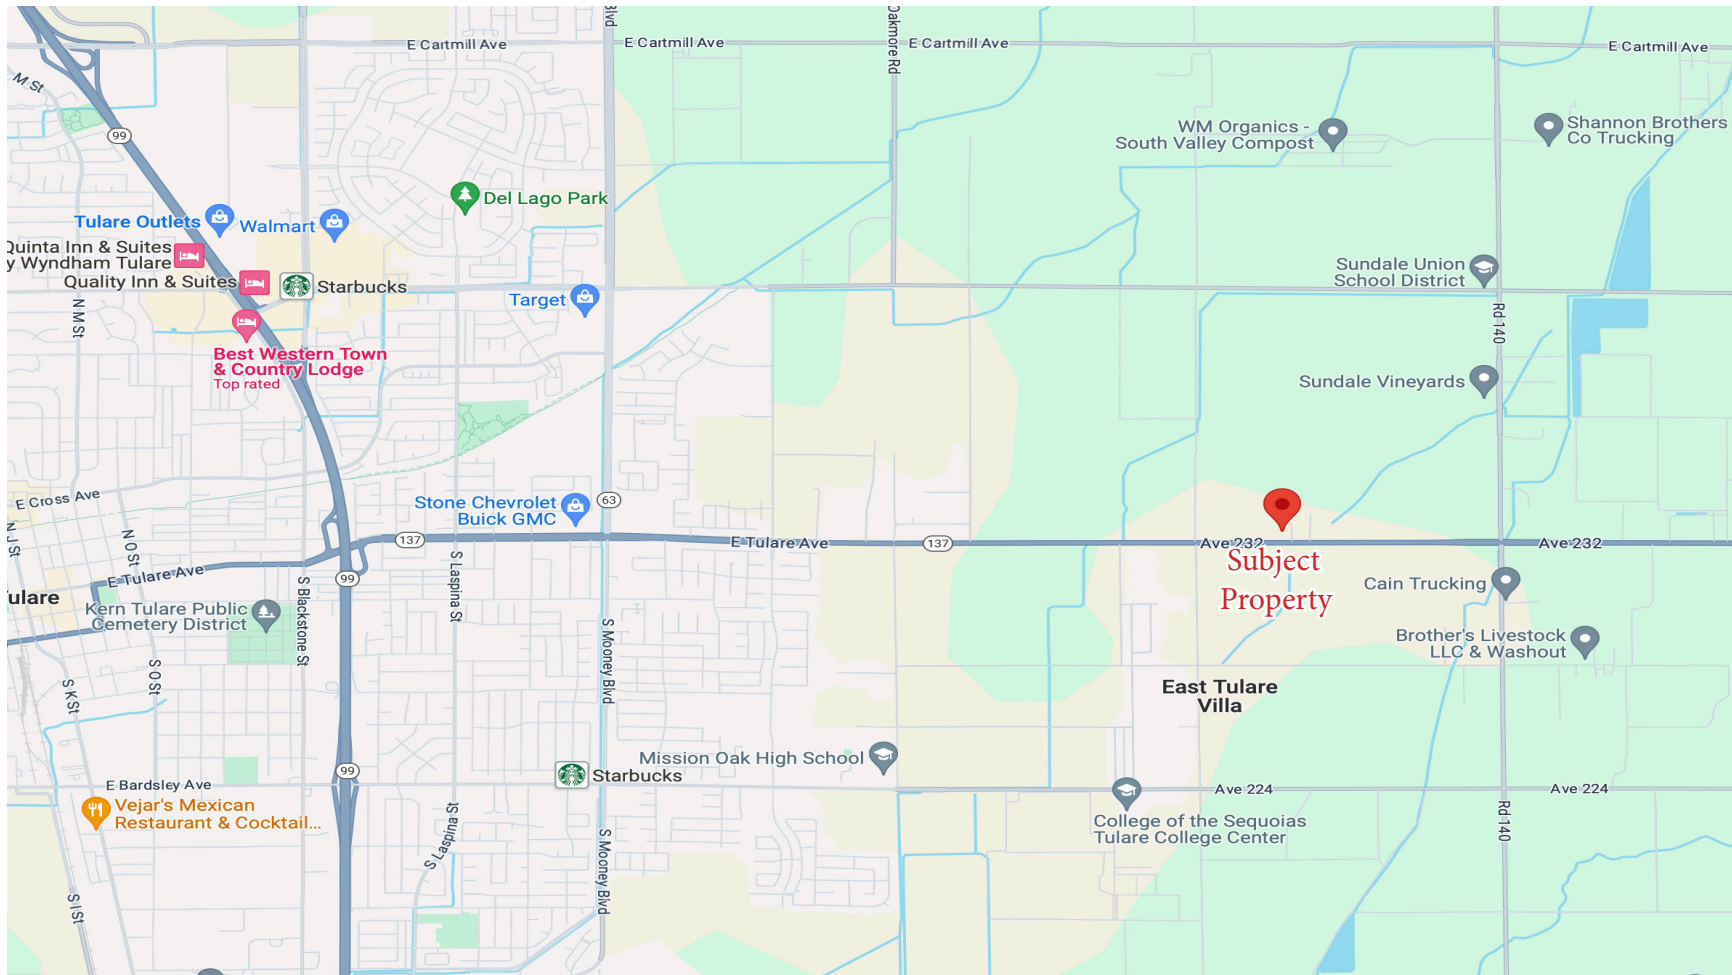 Blvd
Oakmore Rd
E Cartmill Ave
E Cartmill Ave
E Cartmill Ave
E Cartmill Ave
M St
99
WM Organics -
South Valley Compost
Shannon Brothers
Co Trucking
Del Lago Park
Tulare Outlets
Walmart
Quinta Inn & Suites
y Wyndham Tulare
Quality Inn & Suites
Starbucks
Target
Sundale Union
School District
N M St
Rd 140
Best Western Town
& Country Lodge
Top rated
Sundale Vineyards
E Cross Ave
Stone Chevrolet
Buick GMC
63
N J St
N O St
137
E Tulare Ave
137
Ave 232
Ave 232
Subject
Property
E Tulare Ave
99
S Blackstone St
S Laspina St
Cain Trucking
ulare
Kern Tulare Public
Cemetery District
S Mooney Blvd
Brother's Livestock
LLC & Washout
S K St
S O St
East Tulare
Villa
Mission Oak High School
99
Starbucks
E Bardsley Ave
Ave 224
Ave 224
Vejar's Mexican
Restaurant & Cocktail...
College of the Sequoias
Tulare College Center
Rd 140
S Laspina St
S Mooney Blvd
S I St